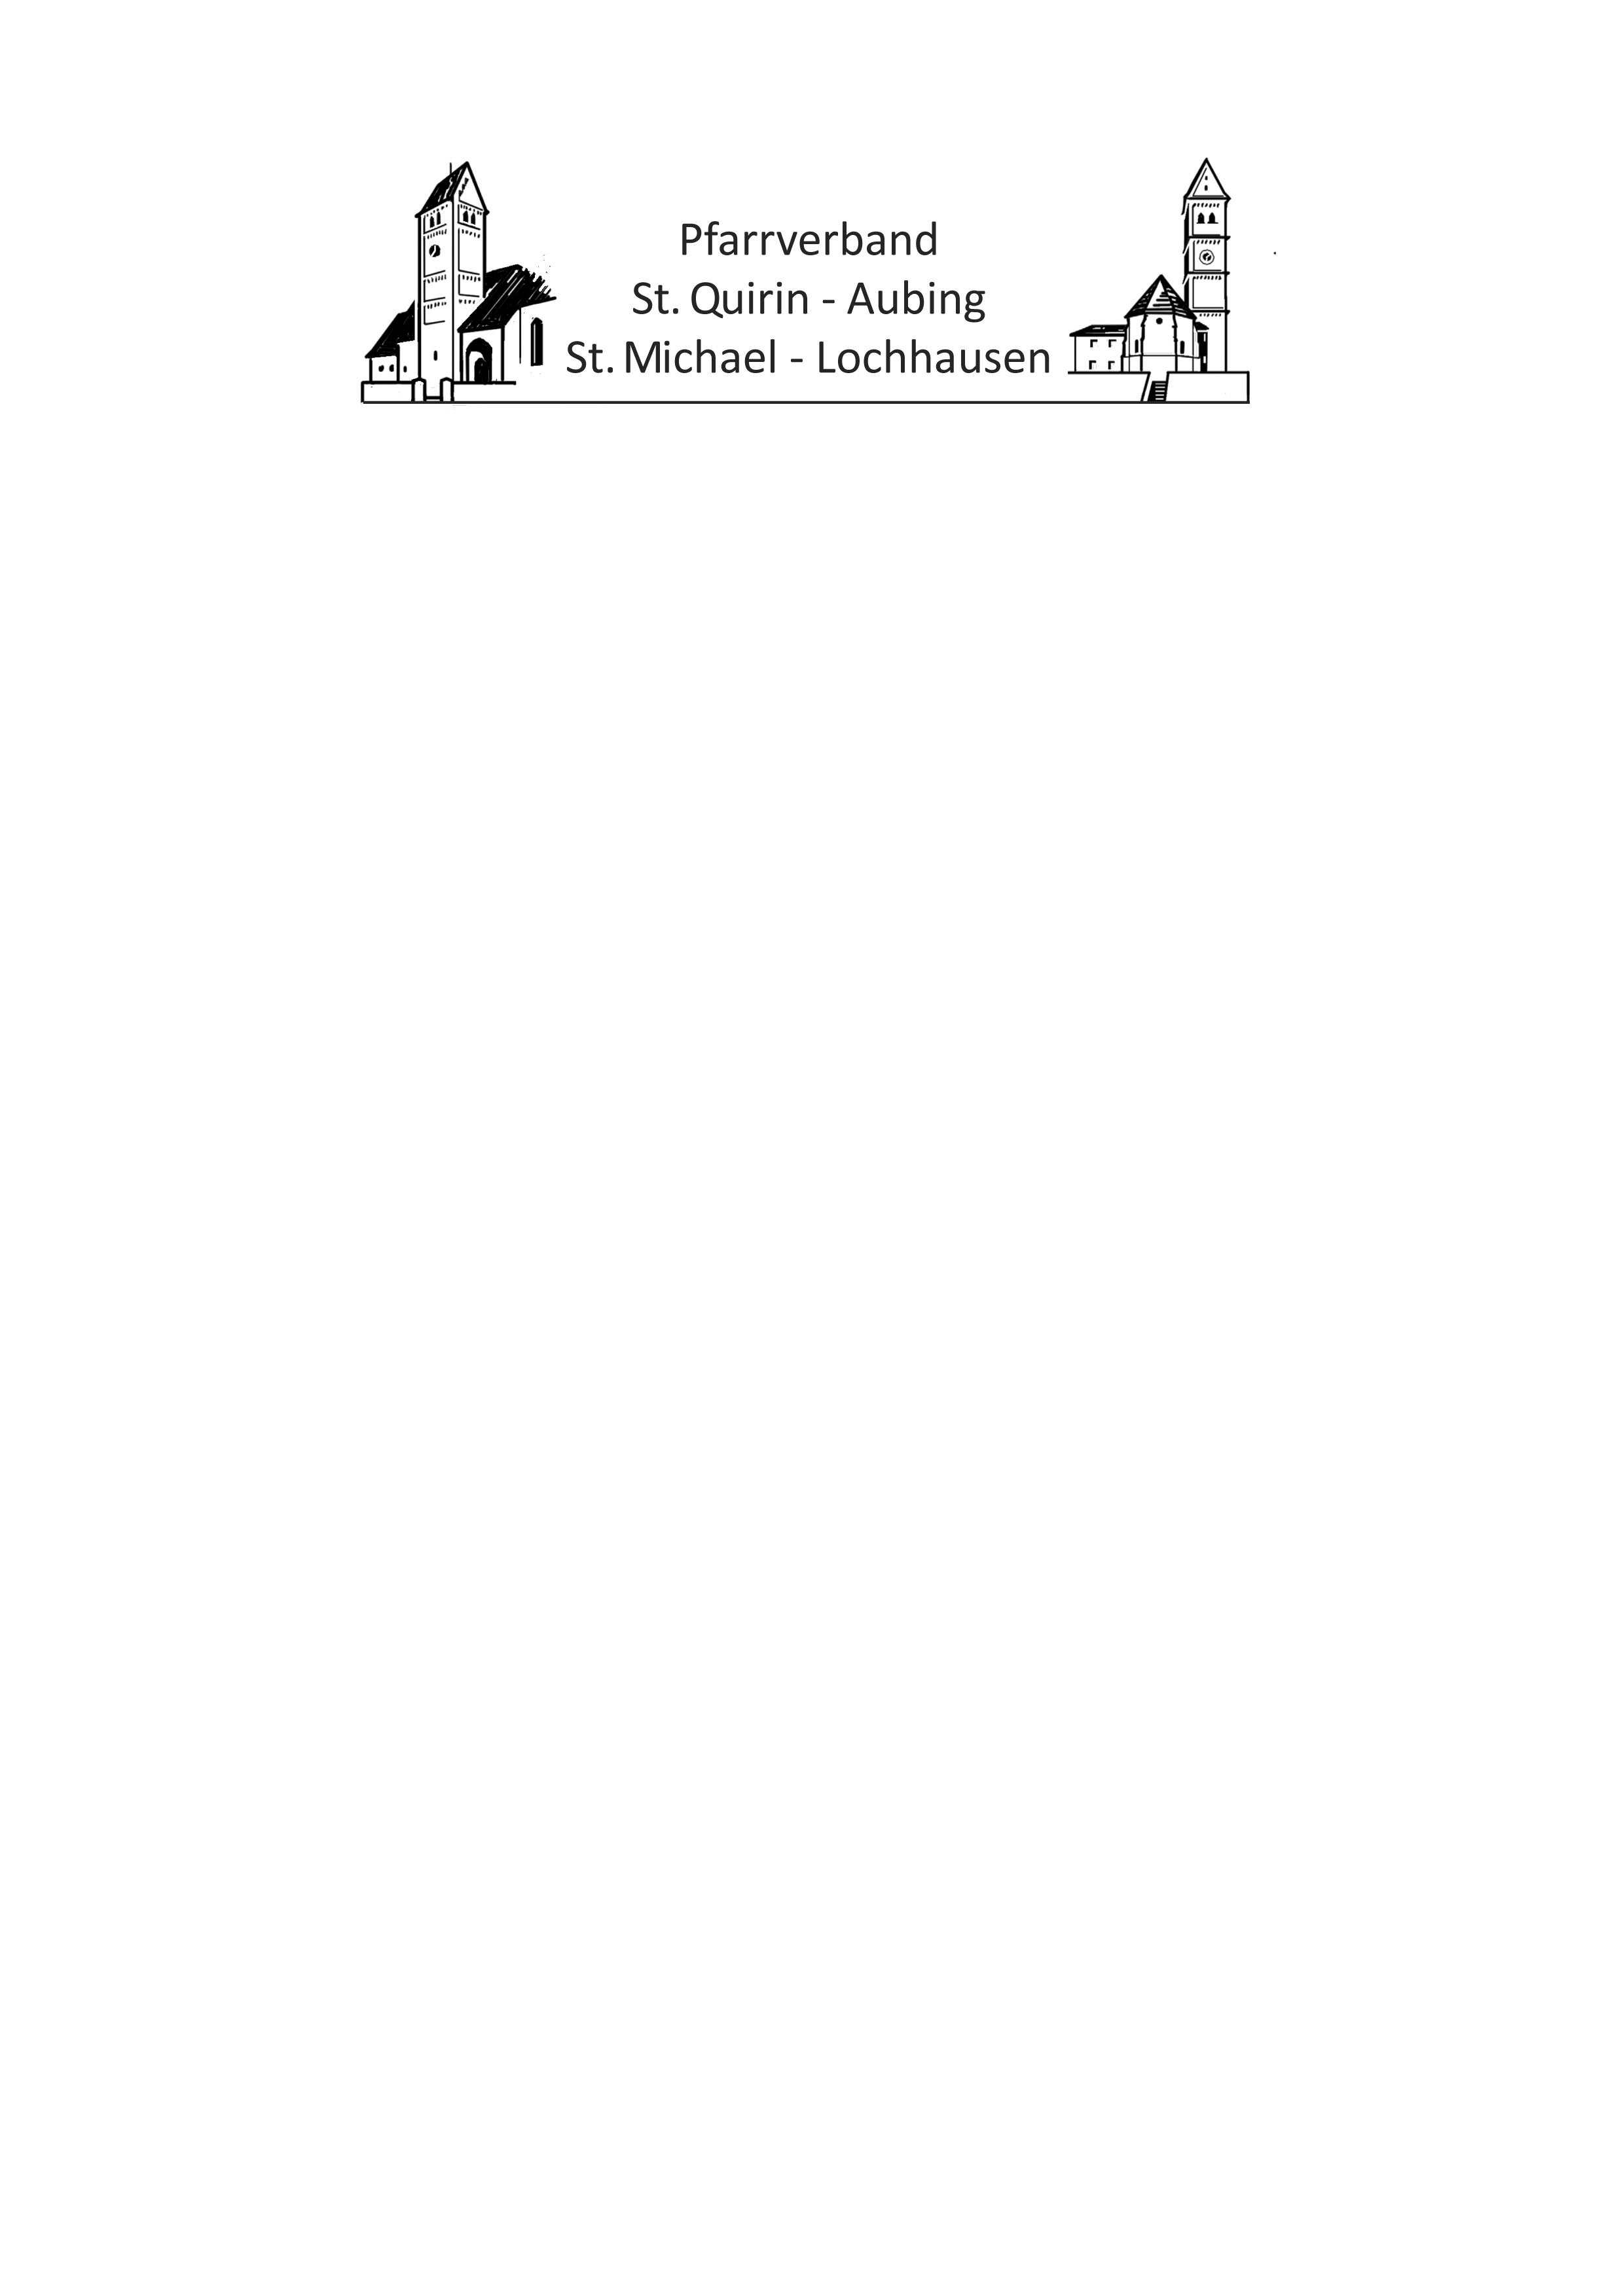 Pfarrverband
St. Quirin - Aubing
St. Michael - Lochhausen